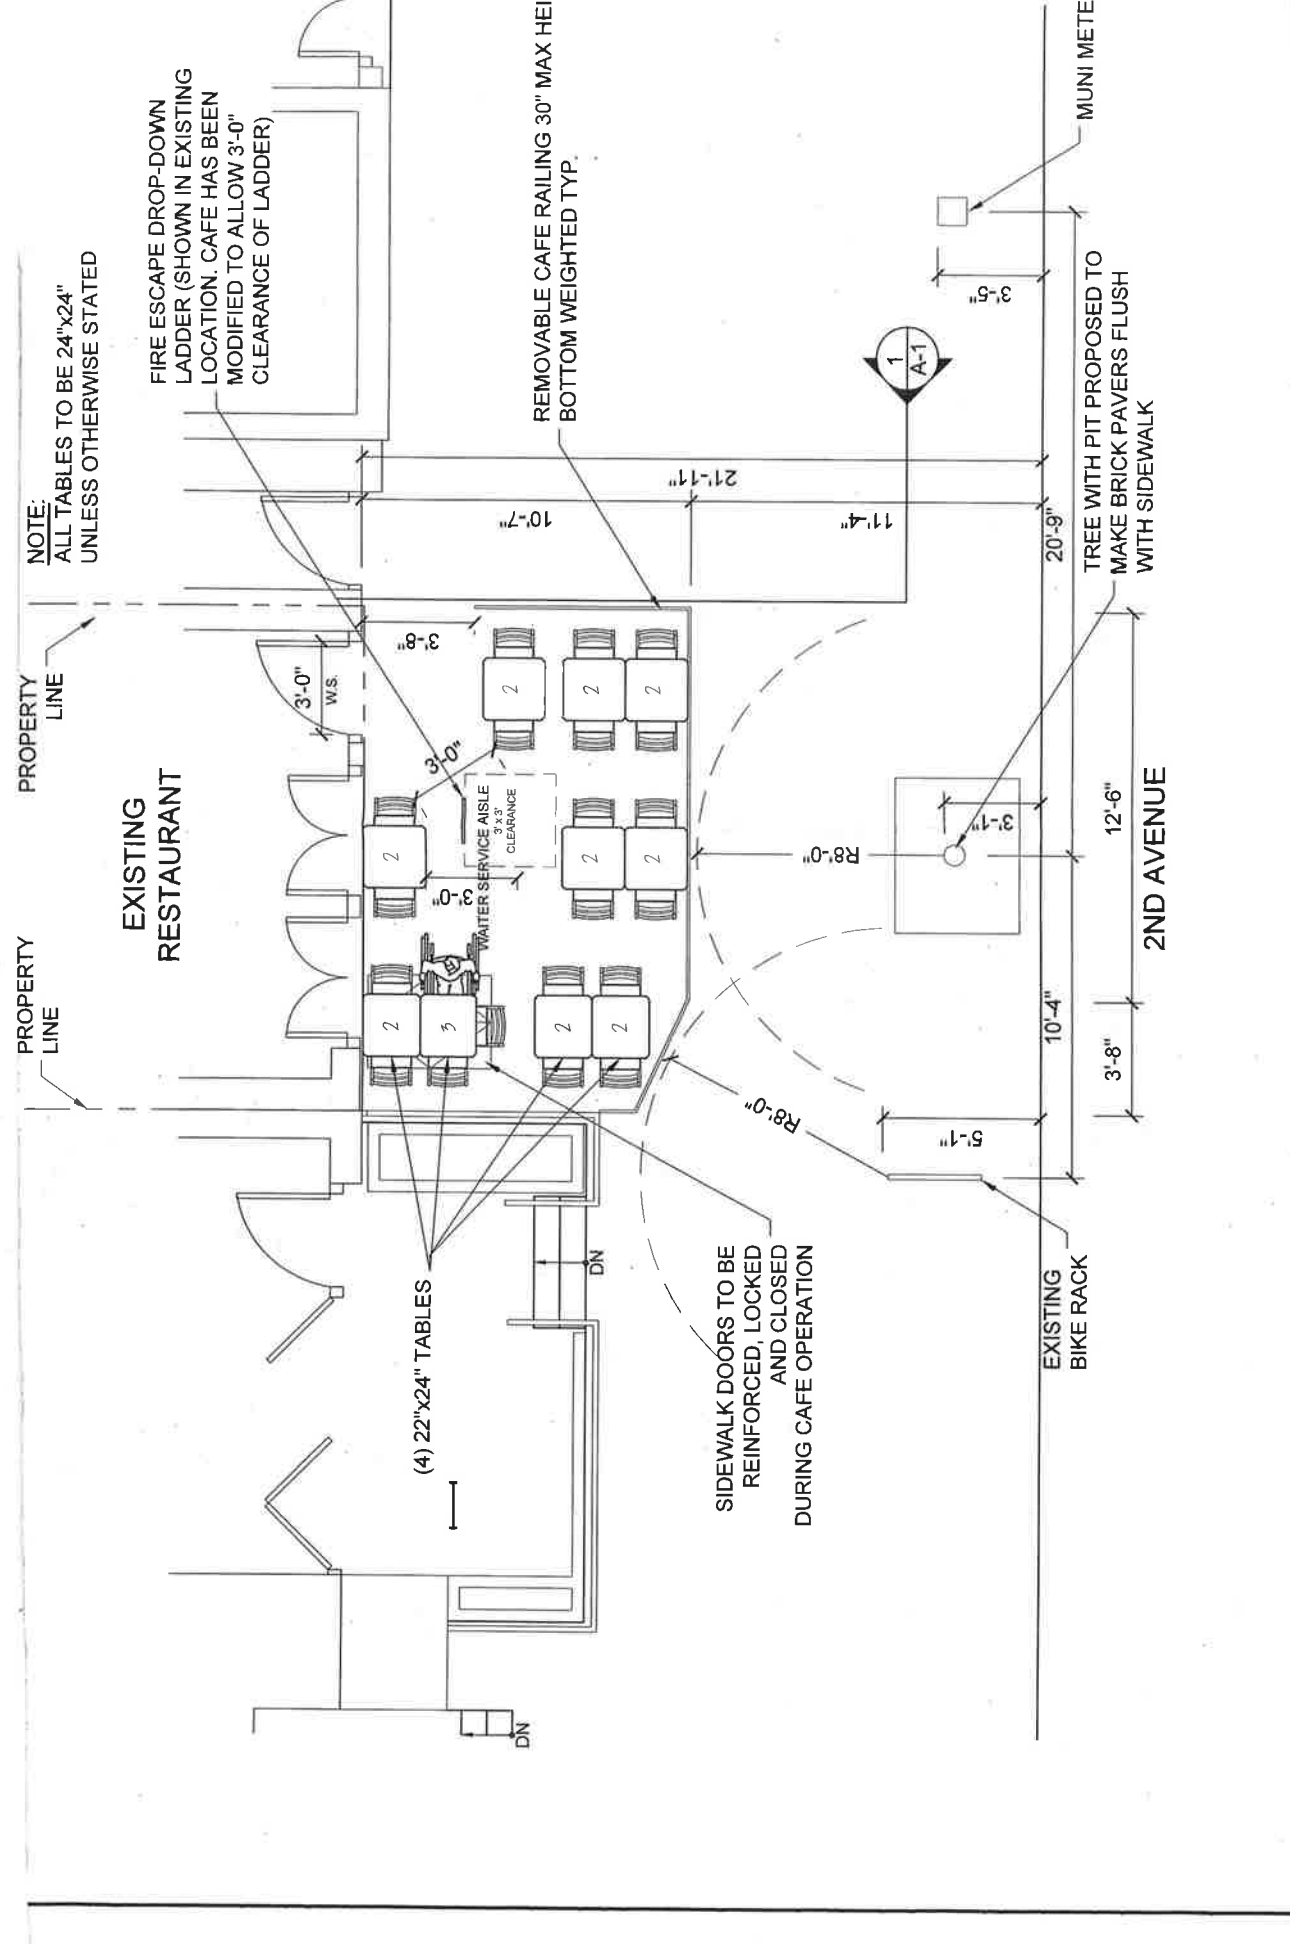 NOTE:
ALL TABLES TO BE 24"x24"
UNLESS OTHERWISE STATED
PROPERTY
LINE
PROPERTY
LINE
EXISTING
RESTAURANT
FIRE ESCAPE DROP-DOWN
LADDER (SHOWN IN EXISTING
LOCATION. CAFE HAS BEEN
MODIFIED TO ALLOW 3'-0"
CLEARANCE OF LADDER)
REMOVABLE CAFE RAILING 30" MAX HEI
BOTTOM WEIGHTED TYP.
MUNI METE
3'-0"
W.S.
3'-8"
3'-0"
3'-0"
WAITER SERVICE AISLE
3' x 3'
CLEARANCE
2
2
2
2
2
2
2
3
2
2
10'-7"
21'-11"
11'-4"
3'-5"
1
A-1
TREE WITH PIT PROPOSED TO
MAKE BRICK PAVERS FLUSH
WITH SIDEWALK
20'-9"
R8'-0"
3'-1"
R8'-0"
5'-1"
10'-4"
12'-6"
3'-8"
2ND AVENUE
(4) 22"x24" TABLES
DN
DN
SIDEWALK DOORS TO BE
REINFORCED, LOCKED
AND CLOSED
DURING CAFE OPERATION
EXISTING
BIKE RACK